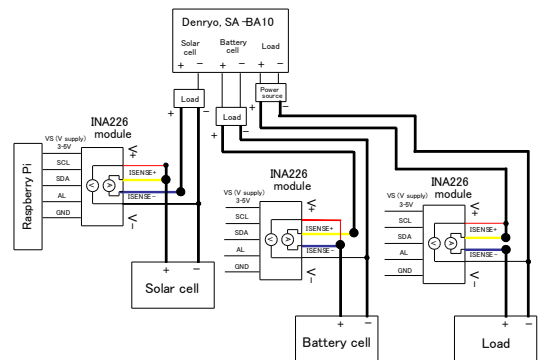 Denryo, SA-BA10
Solar cell
Battery cell
Load
+ − + − + −
Load
+ −
Load
+ −
Power source
+ −
INA226 module
VS (V supply) 3-5V
SCL
SDA
AL
GND
V+
ISENSE+
ISENSE−
V−
V
A
Raspberry Pi
+ −
Solar cell
INA226 module
VS (V supply) 3-5V
SCL
SDA
AL
GND
V+
ISENSE+
ISENSE−
V−
V
A
+ −
Battery cell
INA226 module
VS (V supply) 3-5V
SCL
SDA
AL
GND
V+
ISENSE+
ISENSE−
V−
V
A
+ −
Load